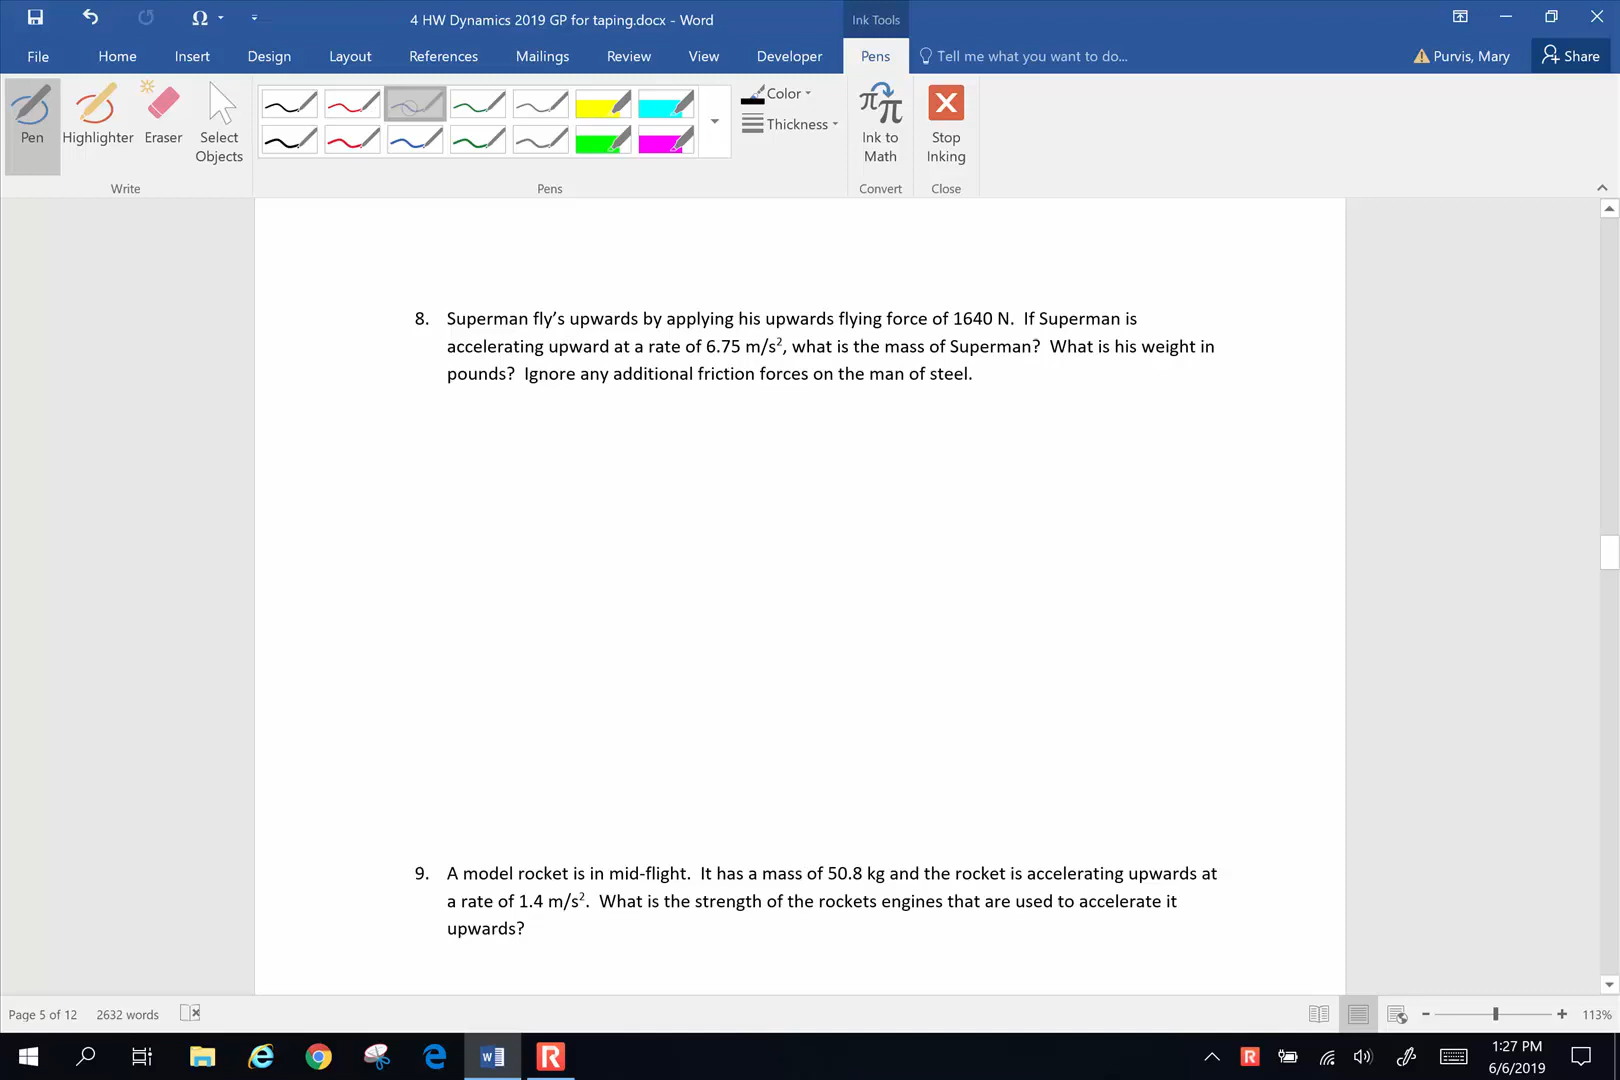 4 HW Dynamics 2019 GP for taping.docx - Word
Ink Tools
File Home Insert Design Layout References Mailings Review View Developer Pens Tell me what you want to do... Purvis, Mary Share
Pen
Highlighter
Eraser
Select Objects
Write
Pens
Color
Thickness
Ink to Math
Convert
Stop Inking
Close
8. Superman fly’s upwards by applying his upwards flying force of 1640 N. If Superman is
accelerating upward at a rate of 6.75 m/s², what is the mass of Superman? What is his weight in
pounds? Ignore any additional friction forces on the man of steel.
9. A model rocket is in mid-flight. It has a mass of 50.8 kg and the rocket is accelerating upwards at
a rate of 1.4 m/s². What is the strength of the rockets engines that are used to accelerate it
upwards?
Page 5 of 12 2632 words 113%
1:27 PM
6/6/2019